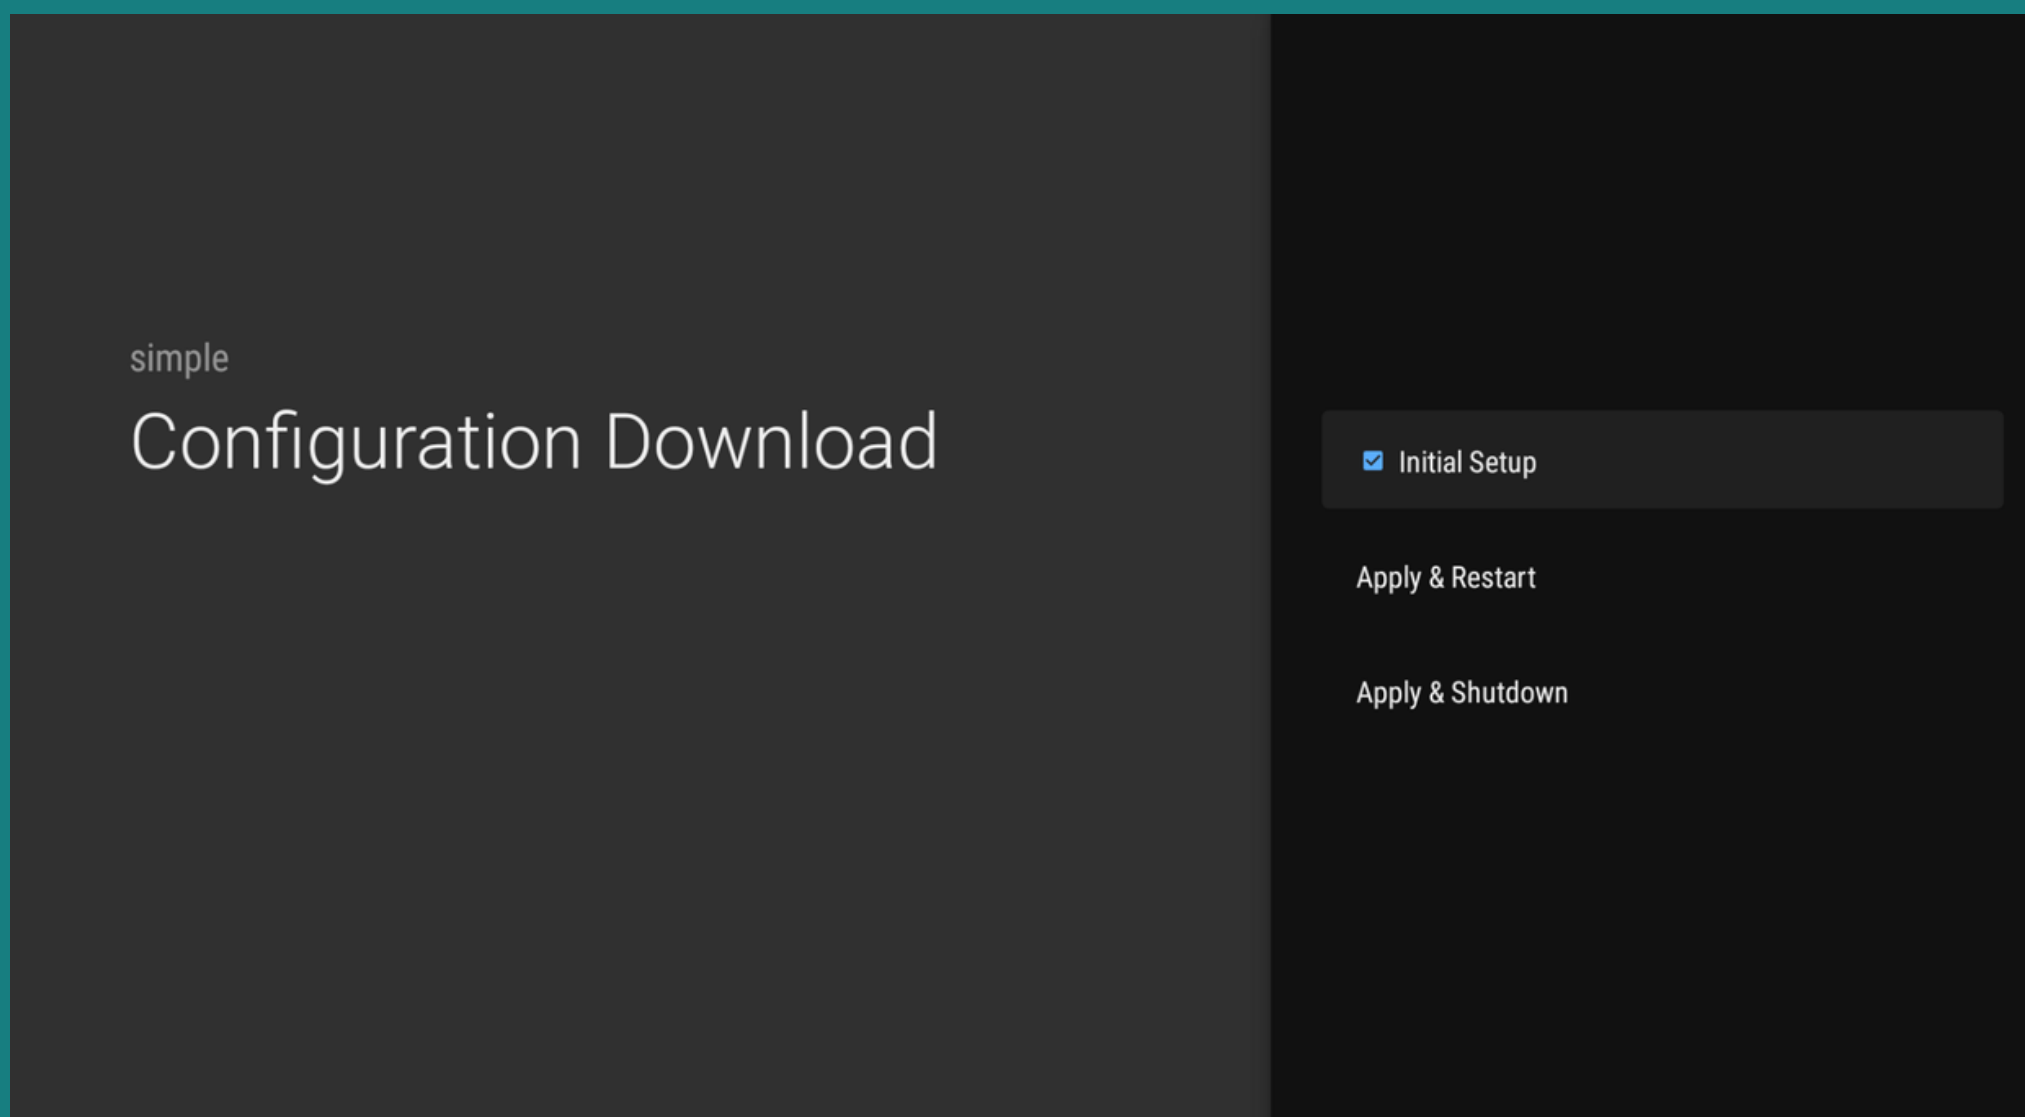 simple
Configuration Download
Initial Setup
Apply & Restart
Apply & Shutdown